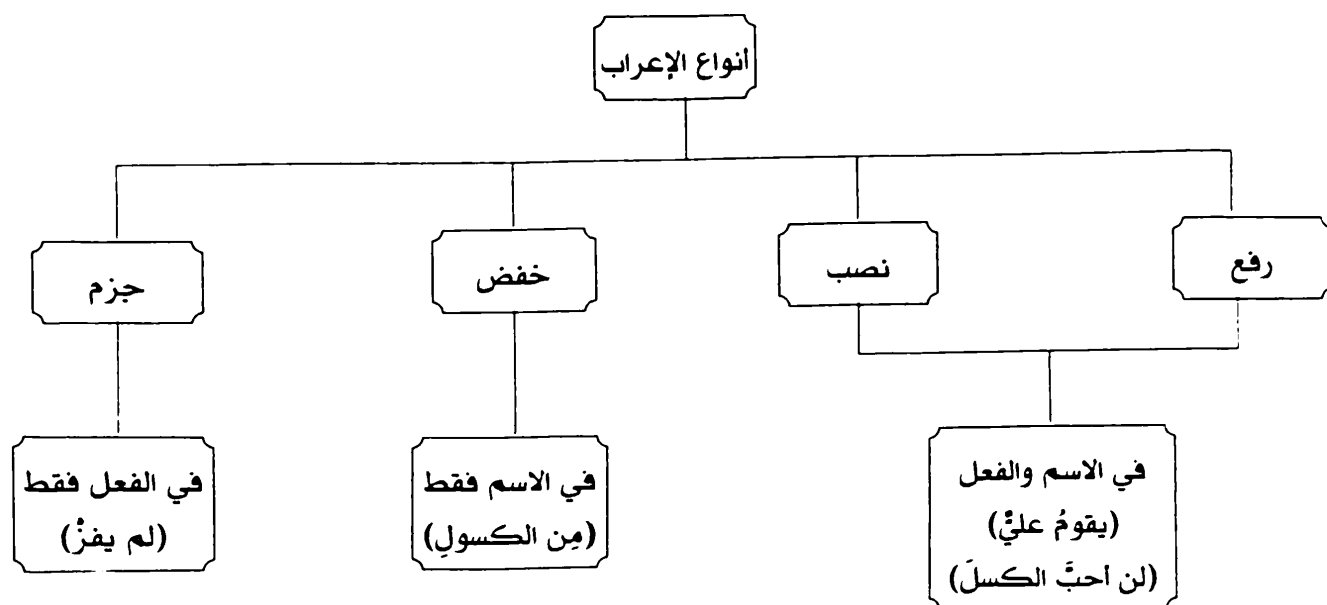 أنواع الإعراب
رفع
نصب
خفض
جزم
في الاسم والفعل
(يقومُ عليٌّ)
(لن أحبَّ الكسلَ)
في الاسم فقط
(مِن الكسولِ)
في الفعل فقط
(لم يفزْ)